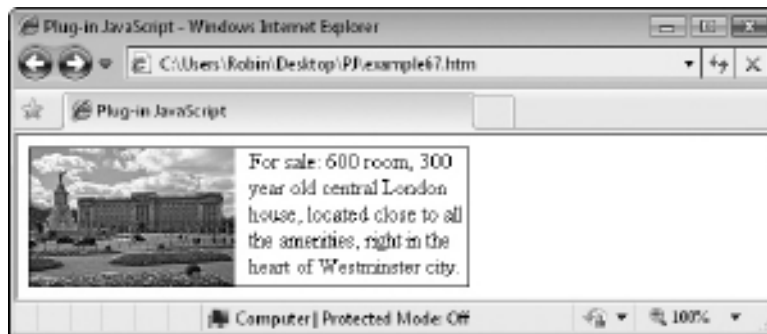 Plug-in JavaScript - Windows Internet Explorer
C:\Users\Robin\Desktop\PJ\example67.htm
Plug-in JavaScript
For sale: 600 room, 300
year old central London
house, located close to all
the amenities, right in the
heart of Westminster city.
Computer | Protected Mode: Off
100%